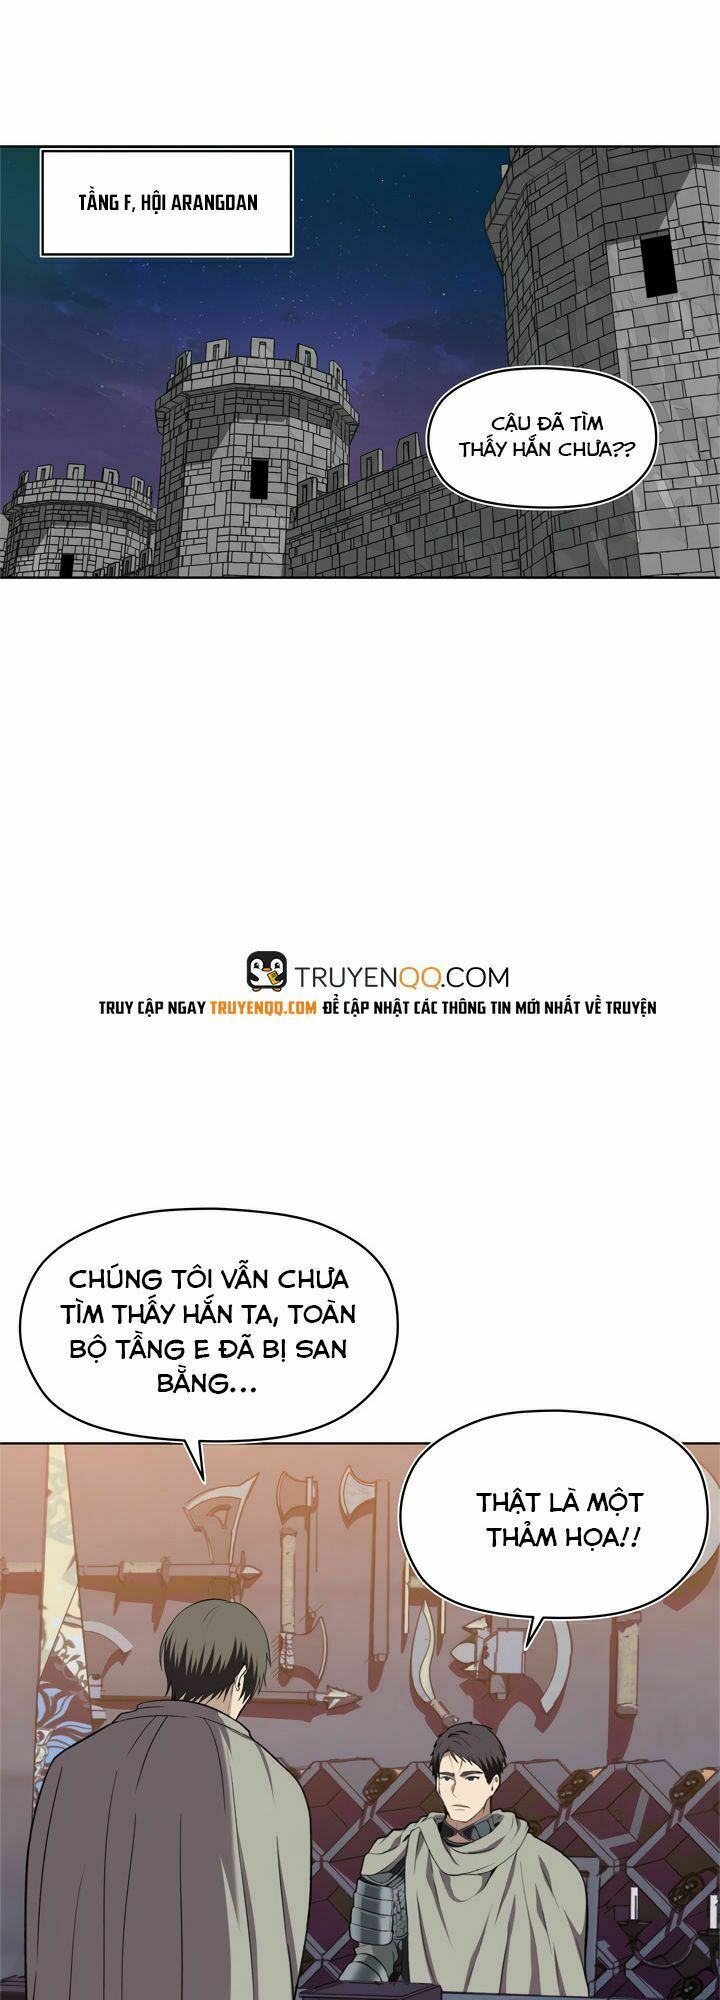 TẦNG F, HỘI ARANGDAN
CẬU ĐÃ TÌM
THẤY HẮN CHƯA??
TRUYENQQ.COM
TRUY CẬP NGAY TRUYENQQ.COM ĐỂ CẬP NHẬT CÁC THÔNG TIN MỚI NHẤT VỀ TRUYỆN
CHÚNG TÔI VẪN CHƯA
TÌM THẤY HẮN TA, TOÀN
BỘ TẦNG E ĐÃ BỊ SAN
BẰNG...
THẬT LÀ MỘT
THẢM HỌA!!